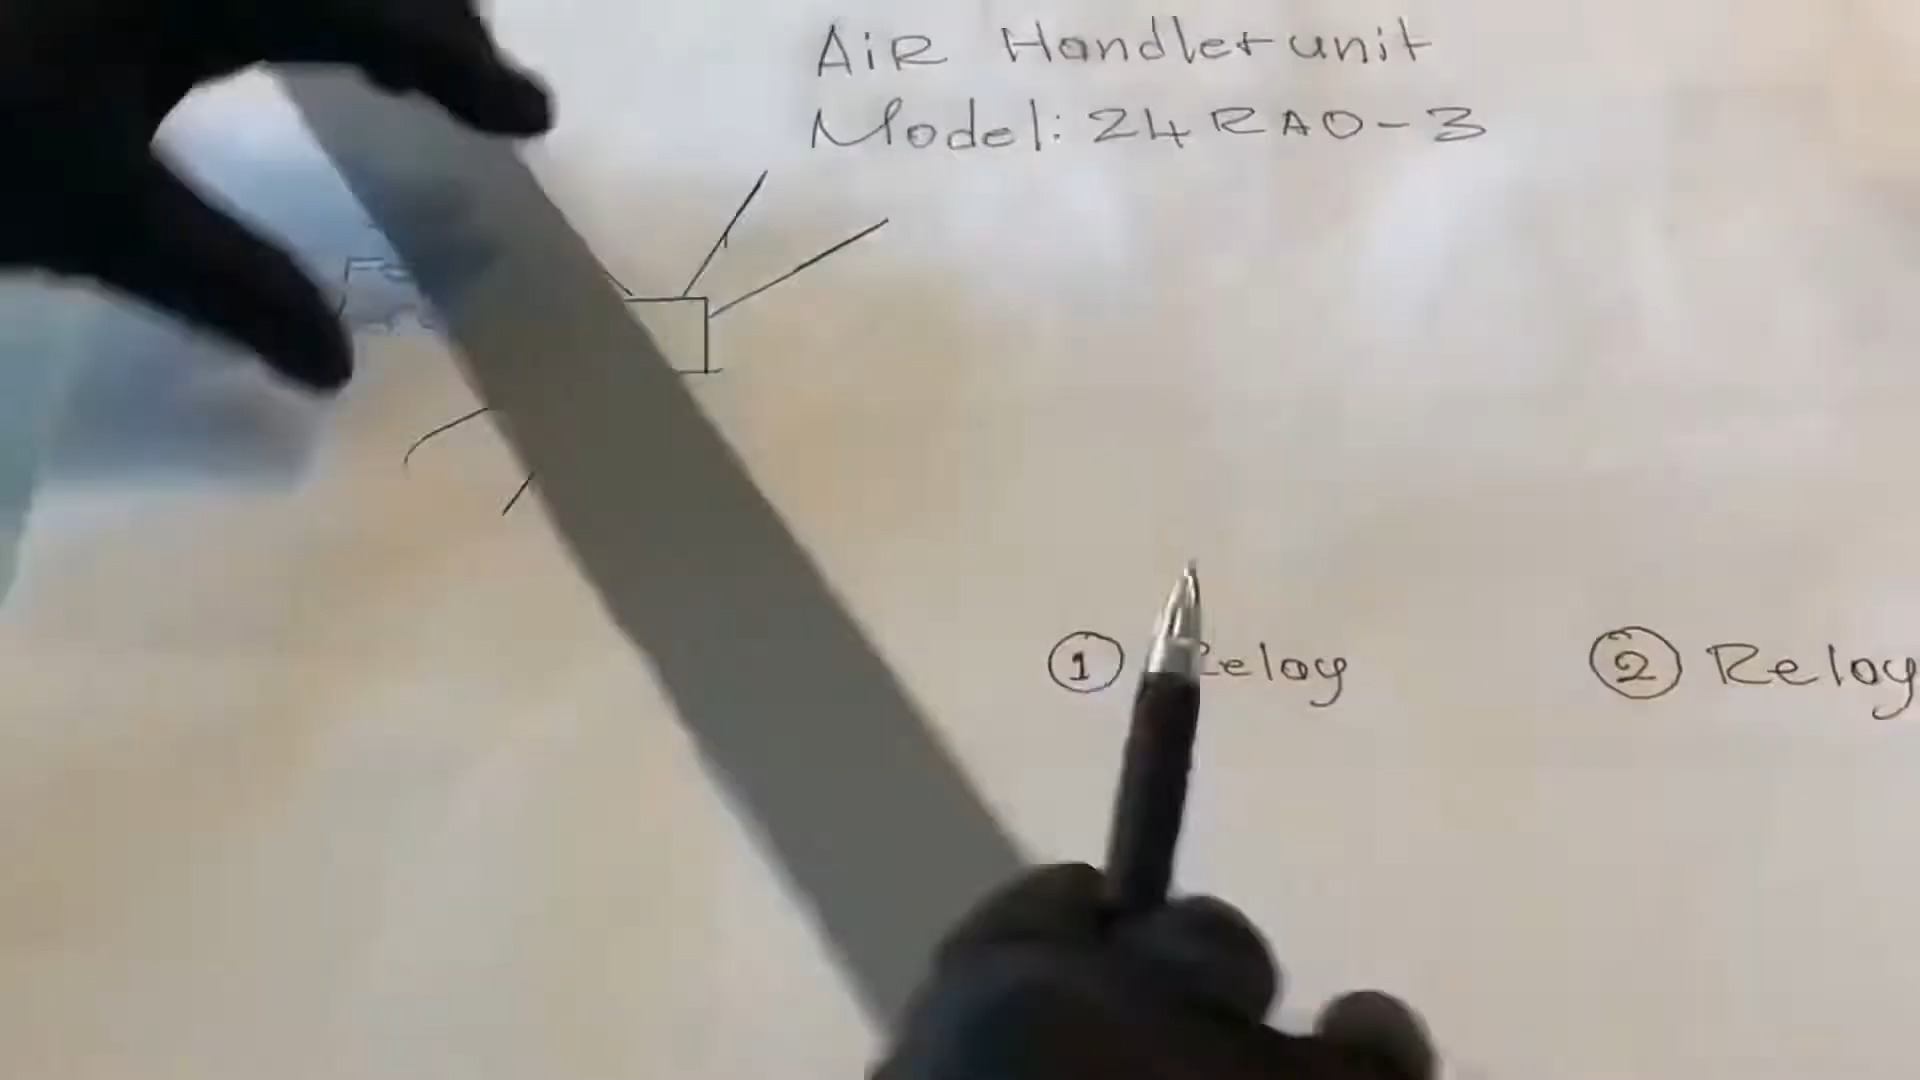 AiR Handler unit
Model: 24RA0-3
① Relay
② Relay